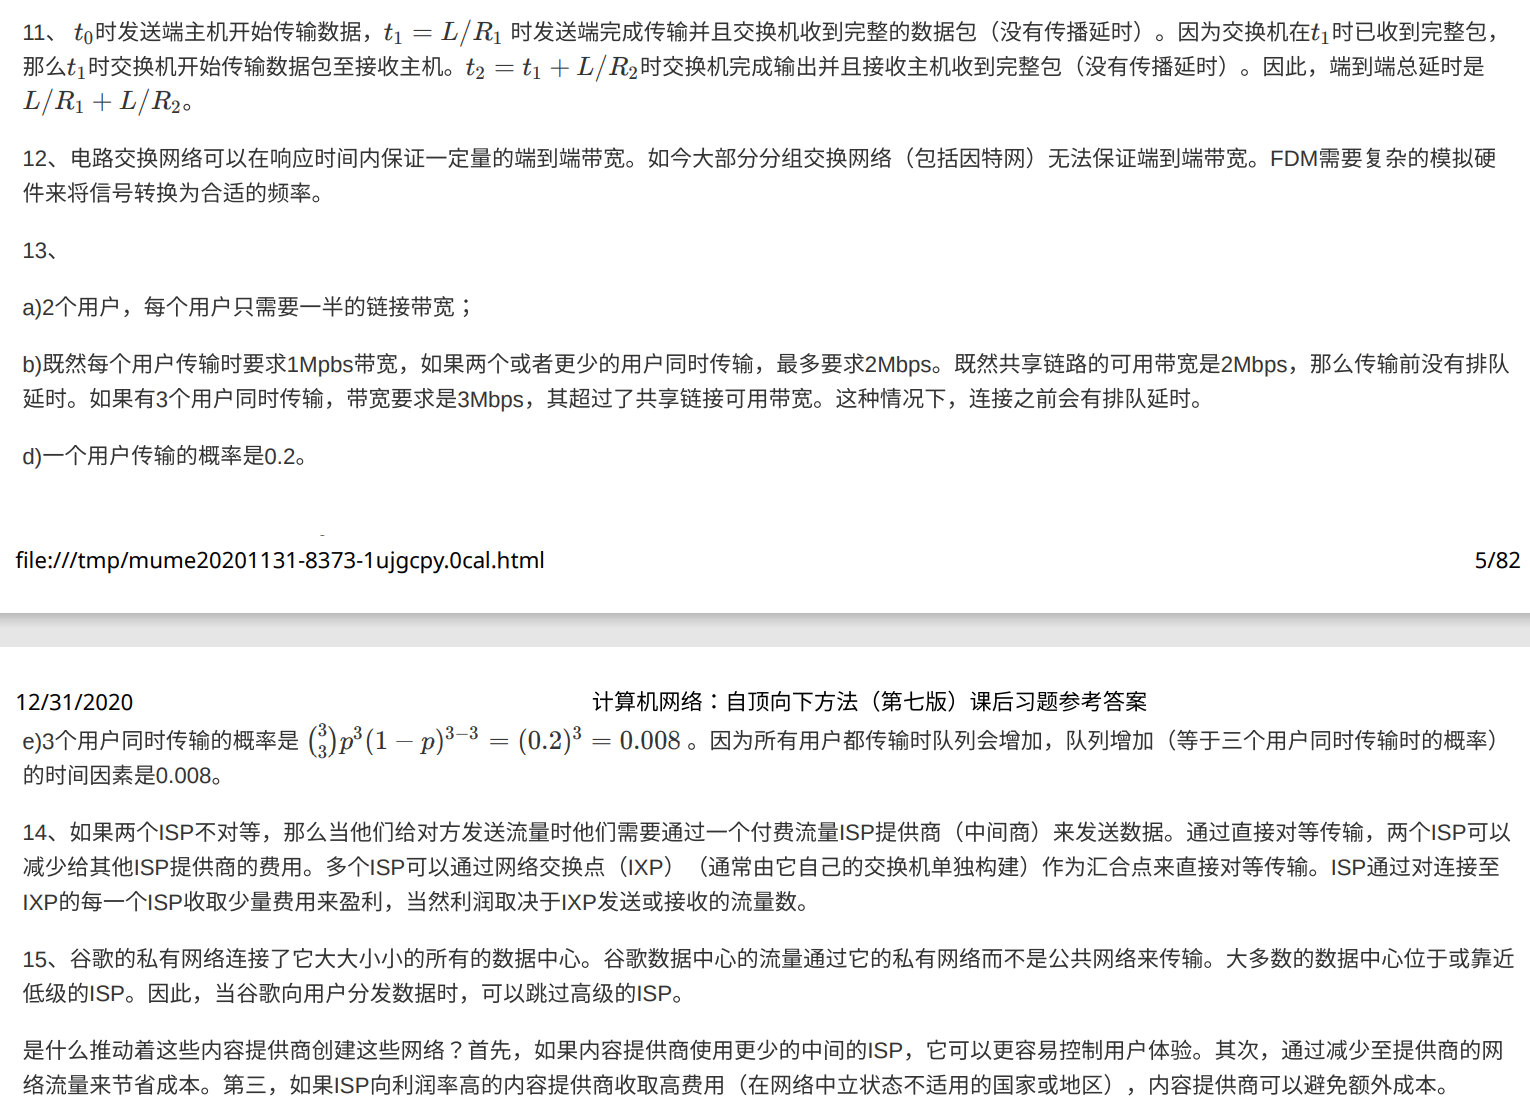 11、 t0时发送端主机开始传输数据，t1 = L/R1 时发送端完成传输并且交换机收到完整的数据包（没有传播延时）。因为交换机在t1时已收到完整包，
那么t1时交换机开始传输数据包至接收主机。t2 = t1 + L/R2时交换机完成输出并且接收主机收到完整包（没有传播延时）。因此，端到端总延时是
L/R1 + L/R2。
12、电路交换网络可以在响应时间内保证一定量的端到端带宽。如今大部分分组交换网络（包括因特网）无法保证端到端带宽。FDM需要复杂的模拟硬
件来将信号转换为合适的频率。
13、
a)2个用户，每个用户只需要一半的链接带宽；
b)既然每个用户传输时要求1Mpbs带宽，如果两个或者更少的用户同时传输，最多要求2Mbps。既然共享链路的可用带宽是2Mbps，那么传输前没有排队
延时。如果有3个用户同时传输，带宽要求是3Mbps，其超过了共享链接可用带宽。这种情况下，连接之前会有排队延时。
d)一个用户传输的概率是0.2。
file:///tmp/mume20201131-8373-1ujgcpy.0cal.html 5/82
12/31/2020 计算机网络：自顶向下方法（第七版）课后习题参考答案
e)3个用户同时传输的概率是 (3 3)p^3(1 − p)^{3−3} = (0.2)^3 = 0.008 。因为所有用户都传输时队列会增加，队列增加（等于三个用户同时传输时的概率）
的时间因素是0.008。
14、如果两个ISP不对等，那么当他们给对方发送流量时他们需要通过一个付费流量ISP提供商（中间商）来发送数据。通过直接对等传输，两个ISP可以
减少给其他ISP提供商的费用。多个ISP可以通过网络交换点（IXP）（通常由它自己的交换机单独构建）作为汇合点来直接对等传输。ISP通过对连接至
IXP的每一个ISP收取少量费用来盈利，当然利润取决于IXP发送或接收的流量数。
15、谷歌的私有网络连接了它大大小小的所有的数据中心。谷歌数据中心的流量通过它的私有网络而不是公共网络来传输。大多数的数据中心位于或靠近
低级的ISP。因此，当谷歌向用户分发数据时，可以跳过高级的ISP。
是什么推动着这些内容提供商创建这些网络？首先，如果内容提供商使用更少的中间的ISP，它可以更容易控制用户体验。其次，通过减少至提供商的网
络流量来节省成本。第三，如果ISP向利润率高的内容提供商收取高费用（在网络中立状态不适用的国家或地区），内容提供商可以避免额外成本。